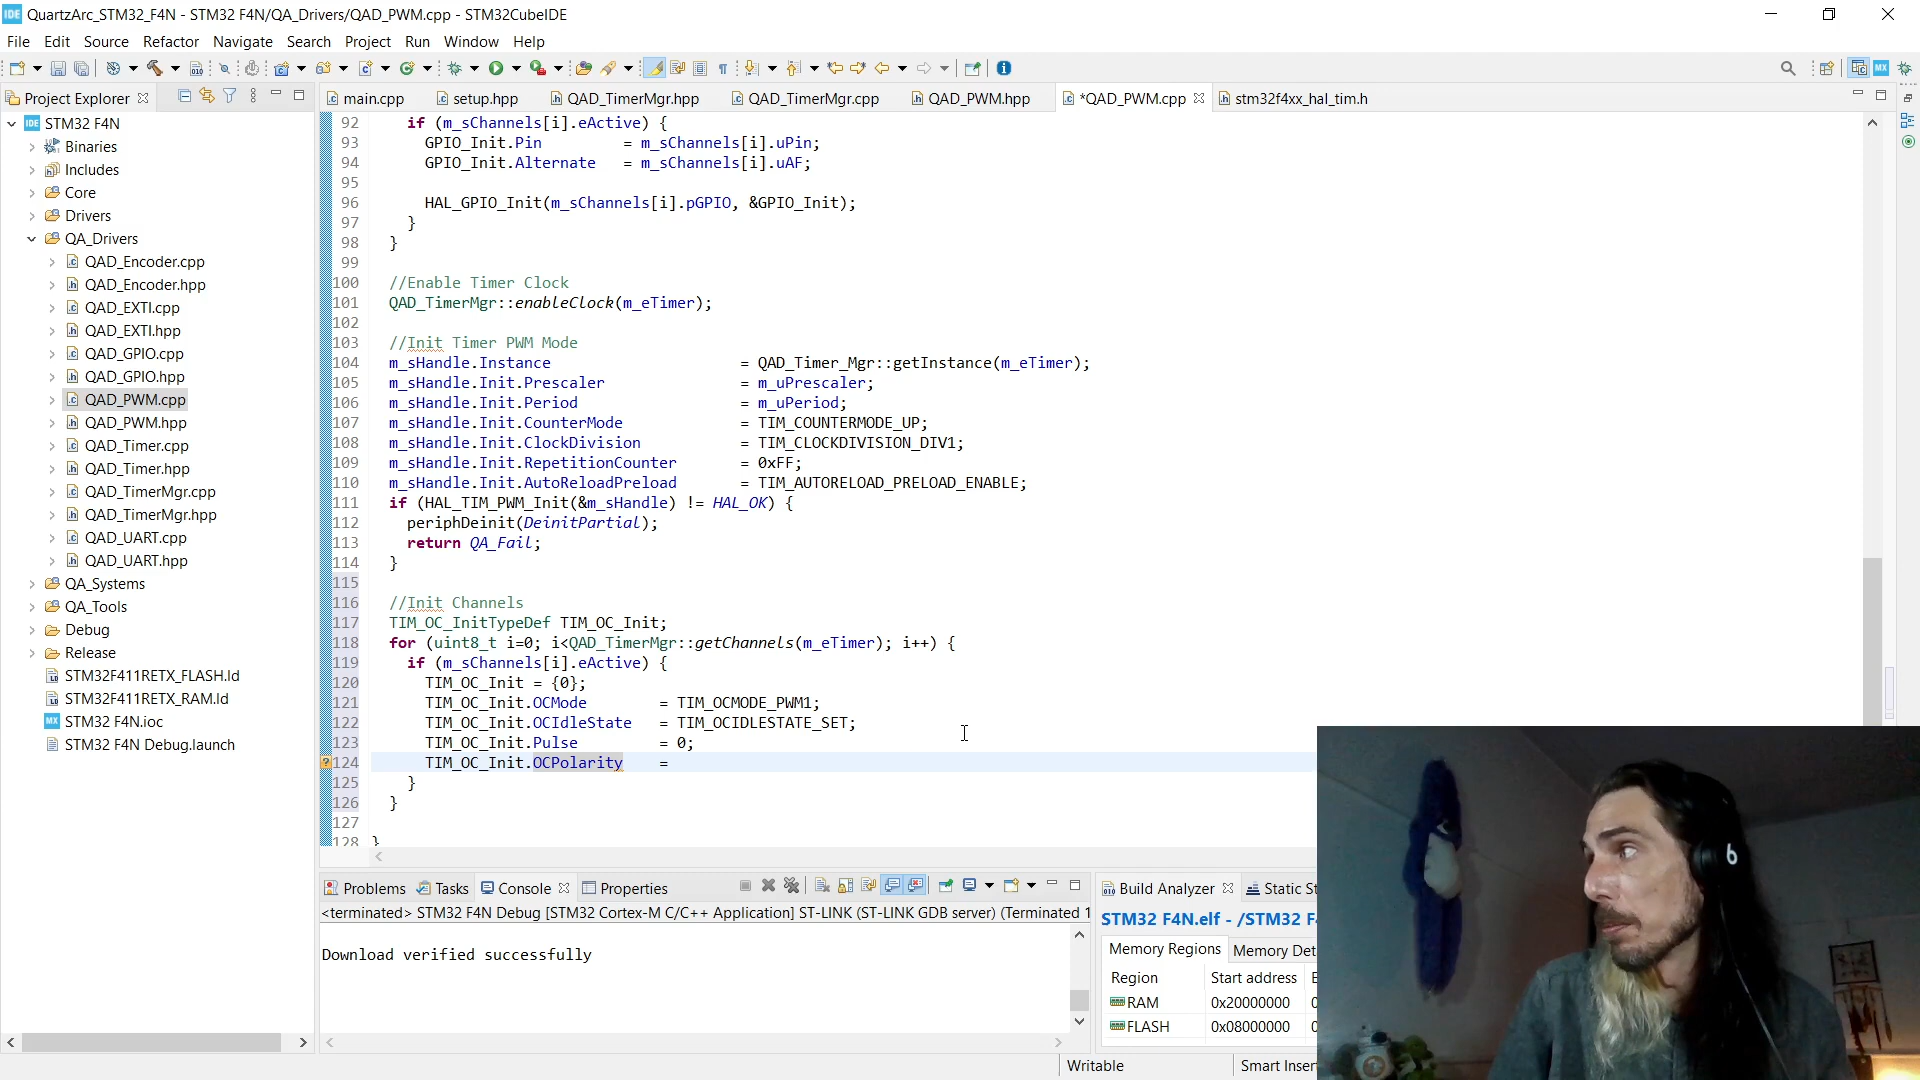 IDE QuartzArc_STM32_F4N - STM32 F4N/QA_Drivers/QAD_PWM.cpp - STM32CubeIDE
File Edit Source Refactor Navigate Search Project Run Window Help
Project Explorer
main.cpp setup.hpp QAD_TimerMgr.hpp QAD_TimerMgr.cpp QAD_PWM.hpp *QAD_PWM.cpp stm32f4xx_hal_tim.h
IDE STM32 F4N
Binaries
Includes
Core
Drivers
QA_Drivers
QAD_Encoder.cpp
QAD_Encoder.hpp
QAD_EXTI.cpp
QAD_EXTI.hpp
QAD_GPIO.cpp
QAD_GPIO.hpp
QAD_PWM.cpp
QAD_PWM.hpp
QAD_Timer.cpp
QAD_Timer.hpp
QAD_TimerMgr.cpp
QAD_TimerMgr.hpp
QAD_UART.cpp
QAD_UART.hpp
QA_Systems
QA_Tools
Debug
Release
STM32F411RETX_FLASH.ld
STM32F411RETX_RAM.ld
MX STM32 F4N.ioc
STM32 F4N Debug.launch
92 if (m_sChannels[i].eActive) {
93 GPIO_Init.Pin = m_sChannels[i].uPin;
94 GPIO_Init.Alternate = m_sChannels[i].uAF;
95
96 HAL_GPIO_Init(m_sChannels[i].pGPIO, &GPIO_Init);
97 }
98 }
99
100 //Enable Timer Clock
101 QAD_TimerMgr::enableClock(m_eTimer);
102
103 //Init Timer PWM Mode
104 m_sHandle.Instance = QAD_Timer_Mgr::getInstance(m_eTimer);
105 m_sHandle.Init.Prescaler = m_uPrescaler;
106 m_sHandle.Init.Period = m_uPeriod;
107 m_sHandle.Init.CounterMode = TIM_COUNTERMODE_UP;
108 m_sHandle.Init.ClockDivision = TIM_CLOCKDIVISION_DIV1;
109 m_sHandle.Init.RepetitionCounter = 0xFF;
110 m_sHandle.Init.AutoReloadPreload = TIM_AUTORELOAD_PRELOAD_ENABLE;
111 if (HAL_TIM_PWM_Init(&m_sHandle) != HAL_OK) {
112 periphDeinit(DeinitPartial);
113 return QA_Fail;
114 }
115
116 //Init Channels
117 TIM_OC_InitTypeDef TIM_OC_Init;
118 for (uint8_t i=0; i<QAD_TimerMgr::getChannels(m_eTimer); i++) {
119 if (m_sChannels[i].eActive) {
120 TIM_OC_Init = {0};
121 TIM_OC_Init.OCMode = TIM_OCMODE_PWM1;
122 TIM_OC_Init.OCIdleState = TIM_OCIDLESTATE_SET;
123 TIM_OC_Init.Pulse = 0;
124 TIM_OC_Init.OCPolarity =
125 }
126 }
127
128 }
Problems Tasks Console Properties
<terminated> STM32 F4N Debug [STM32 Cortex-M C/C++ Application] ST-LINK (ST-LINK GDB server) (Terminated 1
Download verified successfully
Build Analyzer Static St
STM32 F4N.elf - /STM32 F
Memory Regions Memory Det
Region Start address
RAM 0x20000000 0
FLASH 0x08000000 0
Writable Smart Inser